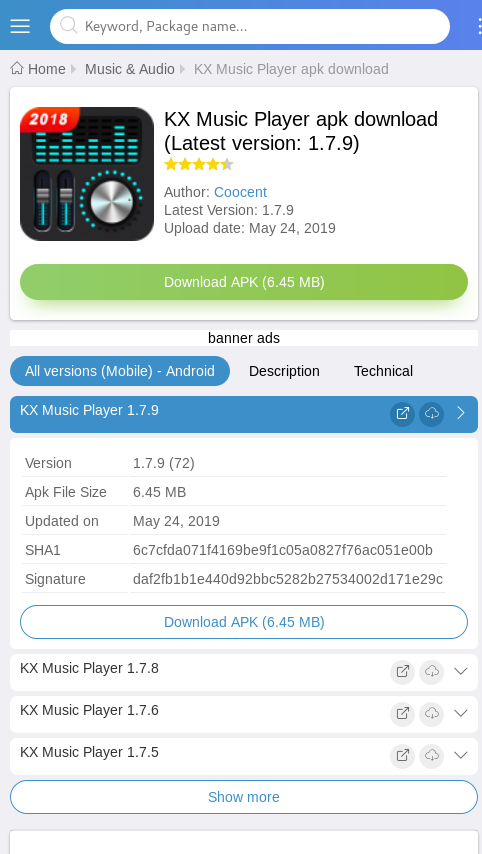 Keyword, Package name...
Home Music & Audio KX Music Player apk download
2018
KX Music Player apk download
(Latest version: 1.7.9)
Author: Coocent
Latest Version: 1.7.9
Upload date: May 24, 2019
Download APK (6.45 MB)
banner ads
All versions (Mobile) - Android Description Technical
KX Music Player 1.7.9
Version 1.7.9 (72)
Apk File Size 6.45 MB
Updated on May 24, 2019
SHA1 6c7cfda071f4169be9f1c05a0827f76ac051e00b
Signature daf2fb1b1e440d92bbc5282b27534002d171e29c
Download APK (6.45 MB)
KX Music Player 1.7.8
KX Music Player 1.7.6
KX Music Player 1.7.5
Show more